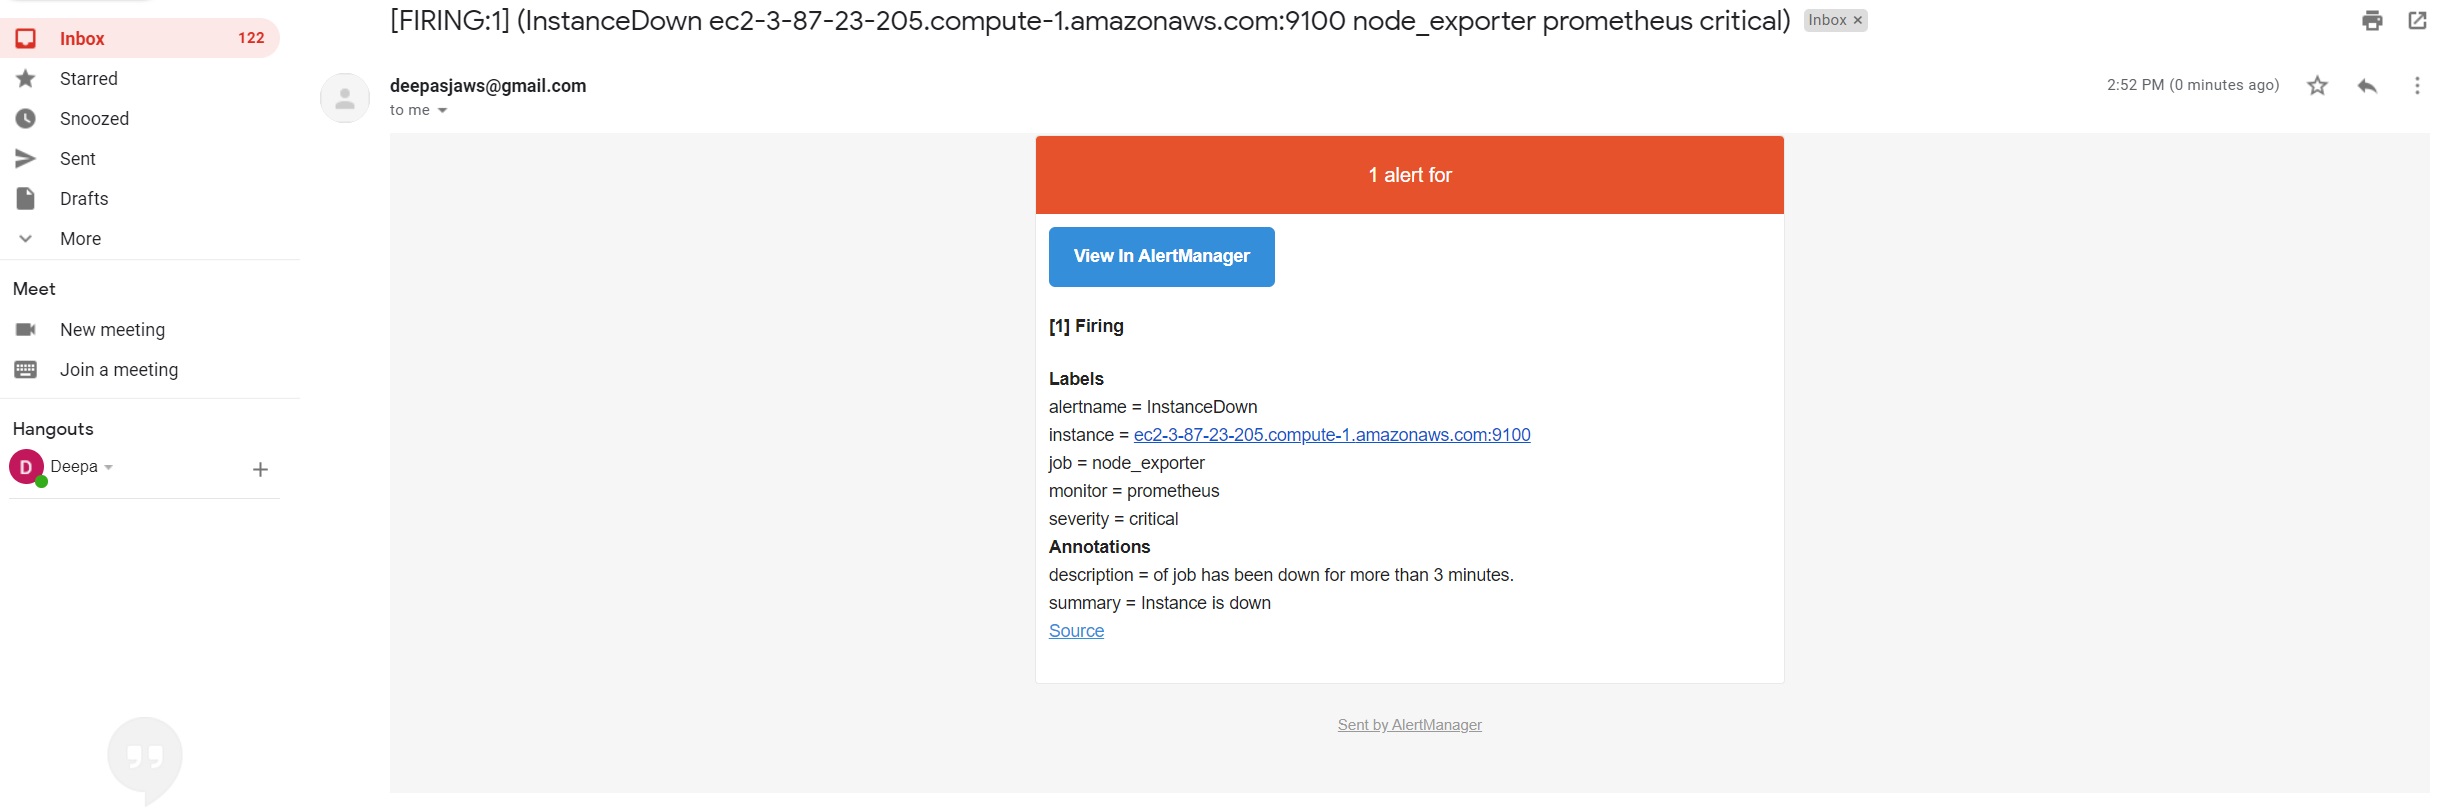 Inbox 122
Starred
Snoozed
Sent
Drafts
More
Meet
New meeting
Join a meeting
Hangouts
D Deepa
[FIRING:1] (InstanceDown ec2-3-87-23-205.compute-1.amazonaws.com:9100 node_exporter prometheus critical) Inbox ×
deepasjaws@gmail.com 2:52 PM (0 minutes ago)
to me
1 alert for
View In AlertManager
[1] Firing
Labels
alertname = InstanceDown
instance = ec2-3-87-23-205.compute-1.amazonaws.com:9100
job = node_exporter
monitor = prometheus
severity = critical
Annotations
description = of job has been down for more than 3 minutes.
summary = Instance is down
Source
Sent by AlertManager